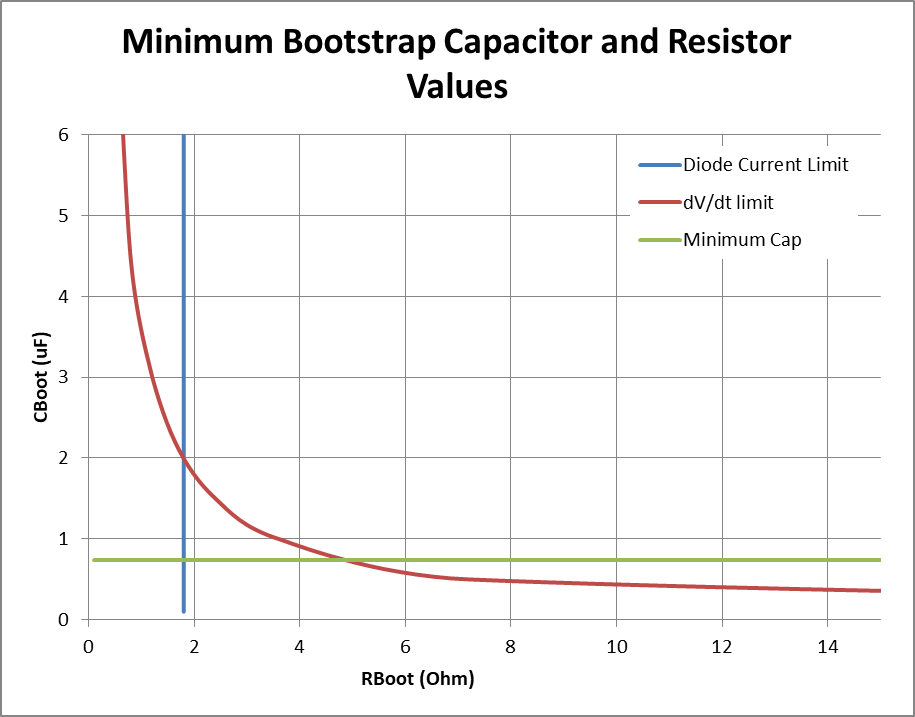 Minimum Bootstrap Capacitor and Resistor
Values
6
5
4
3
2
1
0
CBoot (uF)
Diode Current Limit
dV/dt limit
Minimum Cap
0 2 4 6 8 10 12 14
RBoot (Ohm)